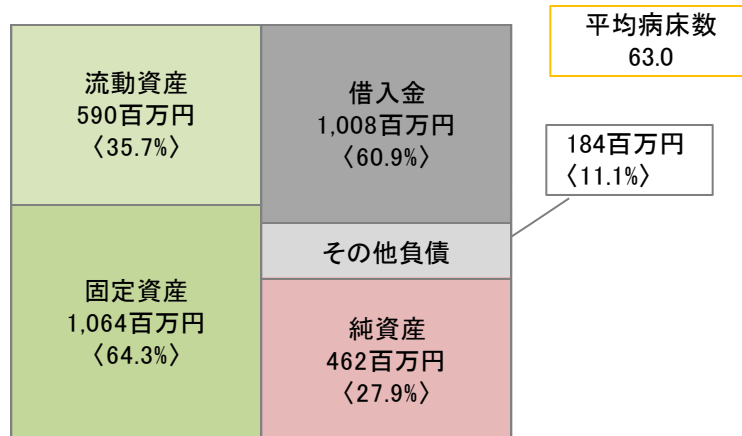 平均病床数
63.0
流動資産
590百万円
〈35.7%〉
借入金
1,008百万円
〈60.9%〉
184百万円
〈11.1%〉
その他負債
固定資産
1,064百万円
〈64.3%〉
純資産
462百万円
〈27.9%〉